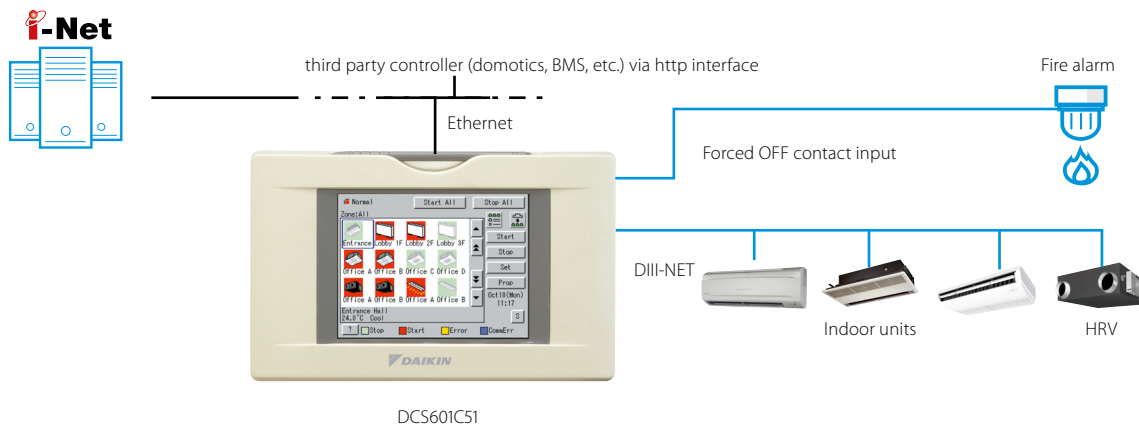 i-Net
third party controller (domotics, BMS, etc.) via http interface
Fire alarm
Ethernet
Forced OFF contact input
Normal
Start All
Stop All
Zone:All
Entrance Lobby 1F Lobby 2F Lobby 3F
Start
Stop
Office A Office B Office C Office D
Set
Prop
Office A Office B Office A Office B
Oct18(Mon)
11:17
Entrance Hall
24.0°C Cool
S
? Stop Start Error CommErr
DAIKIN
DIII-NET
Indoor units
HRV
DCS601C51